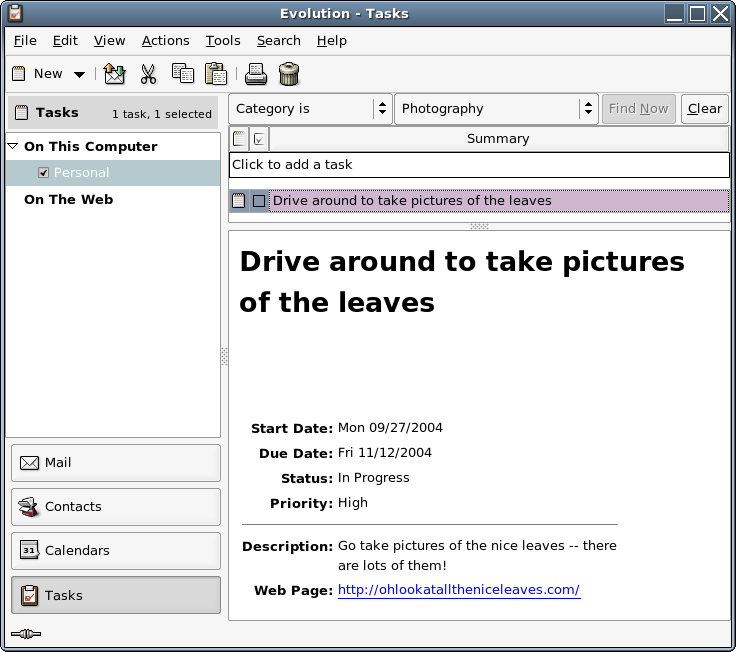 Evolution - Tasks
File Edit View Actions Tools Search Help
New
Tasks 1 task, 1 selected
Category is Photography Find Now Clear
Summary
On This Computer
Click to add a task
Personal
On The Web
Drive around to take pictures of the leaves
Drive around to take pictures
of the leaves
Start Date: Mon 09/27/2004
Due Date: Fri 11/12/2004
Status: In Progress
Priority: High
Description: Go take pictures of the nice leaves -- there
are lots of them!
Web Page: http://ohlookatalltheniceleaves.com/
Mail
Contacts
31 Calendars
Tasks